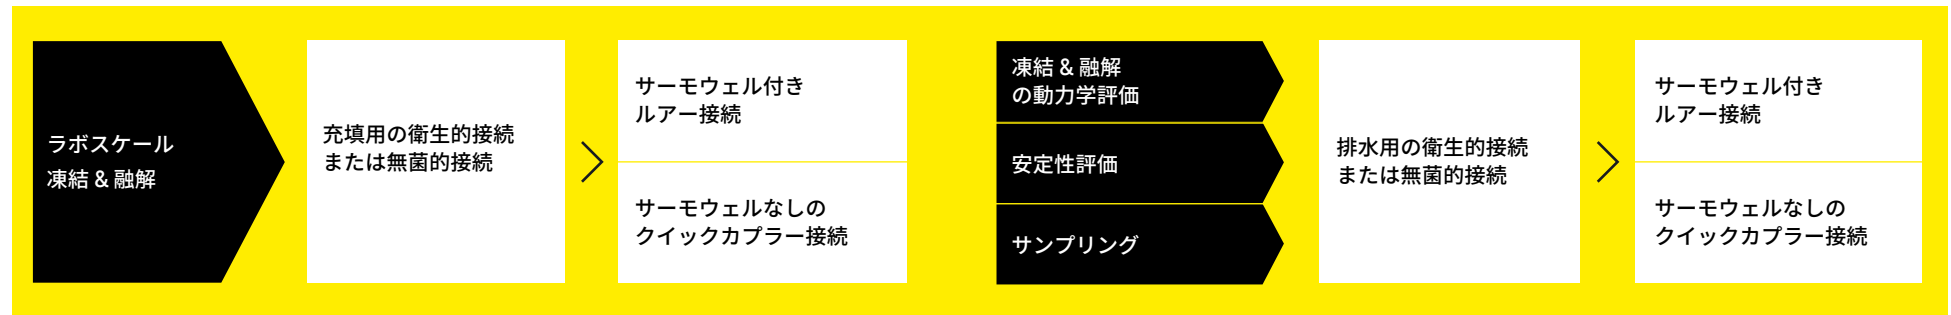 ラボスケール
凍結 & 融解
充填用の衛生的接続
または無菌的接続
サーモウェル付き
ルアー接続
サーモウェルなしの
クイックカプラー接続
凍結 & 融解
の動力学評価
安定性評価
サンプリング
排水用の衛生的接続
または無菌的接続
サーモウェル付き
ルアー接続
サーモウェルなしの
クイックカプラー接続